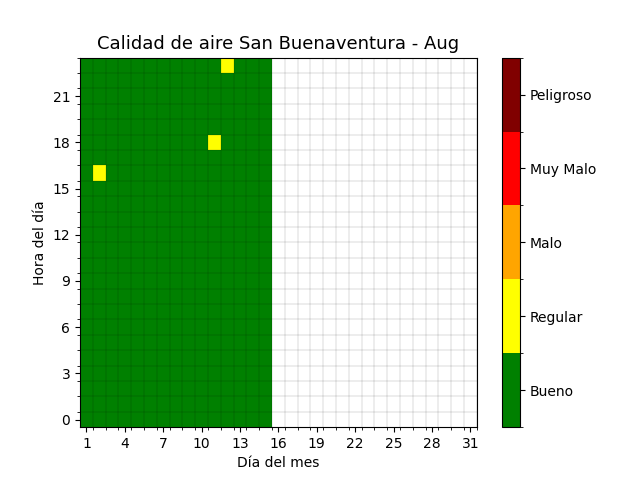 Calidad de aire San Buenaventura - Aug
Hora del día
21
18
15
12
9
6
3
0
1 4 7 10 13 16 19 22 25 28 31
Día del mes
Peligroso
Muy Malo
Malo
Regular
Bueno